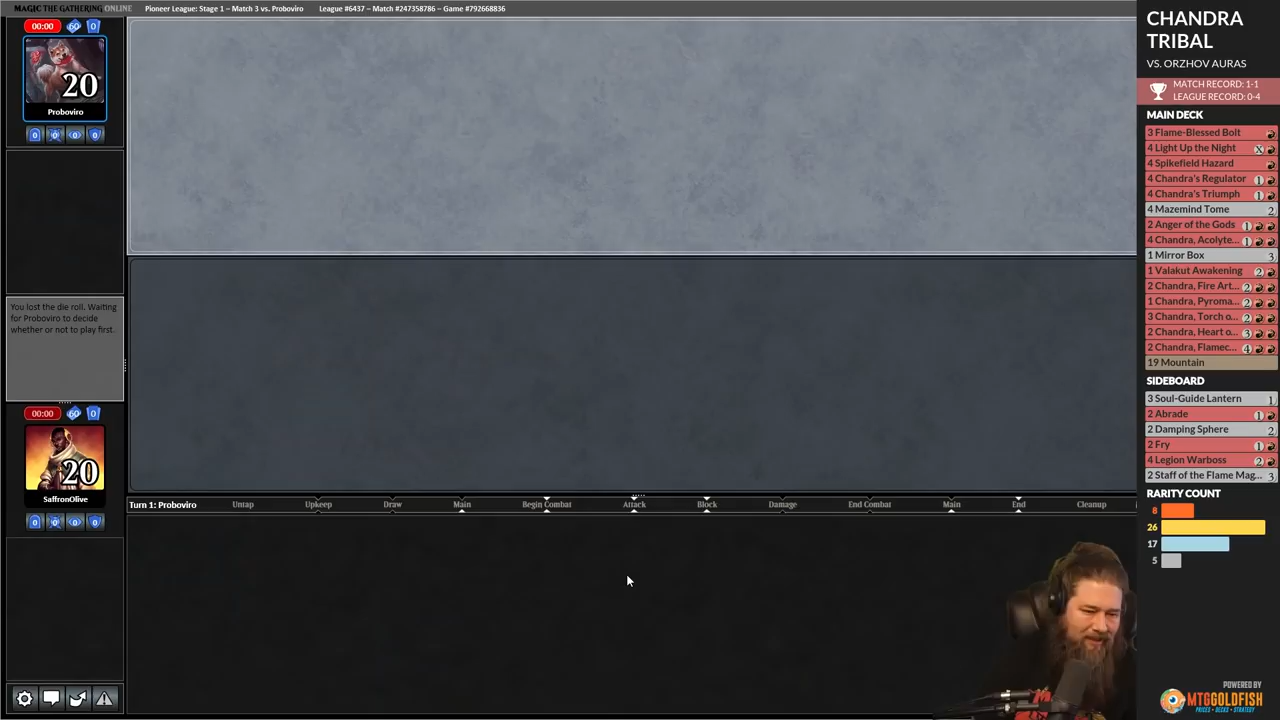 MAGIC THE GATHERING ONLINE
Pioneer League: Stage 1 – Match 3 vs. Proboviro
League #6437 – Match #247358786 – Game #792668836
00:00
60
0
20
Proboviro
0
0
0
0
You lost the die roll. Waiting
for Proboviro to decide
whether or not to play first.
00:00
60
0
20
SaffronOlive
0
0
0
0
Turn 1: Proboviro
Untap
Upkeep
Draw
Main
Begin Combat
Attack
Block
Damage
End Combat
Main
End
Cleanup
CHANDRA
TRIBAL
VS. ORZHOV AURAS
MATCH RECORD: 1-1
LEAGUE RECORD: 0-4
MAIN DECK
3 Flame-Blessed Bolt
4 Light Up the Night X
4 Spikefield Hazard
4 Chandra's Regulator 1
4 Chandra's Triumph 1
4 Mazemind Tome 2
2 Anger of the Gods 1
4 Chandra, Acolyte... 1
1 Mirror Box 3
1 Valakut Awakening 2
2 Chandra, Fire Art... 2
1 Chandra, Pyroma... 2
3 Chandra, Torch o... 2
2 Chandra, Heart o... 3
2 Chandra, Flamec... 4
19 Mountain
SIDEBOARD
3 Soul-Guide Lantern 1
2 Abrade 1
2 Damping Sphere 2
2 Fry 1
4 Legion Warboss 2
2 Staff of the Flame Mag... 3
RARITY COUNT
8
26
17
5
POWERED BY
MTGGOLDFISH
PRICES • DECKS • STRATEGY